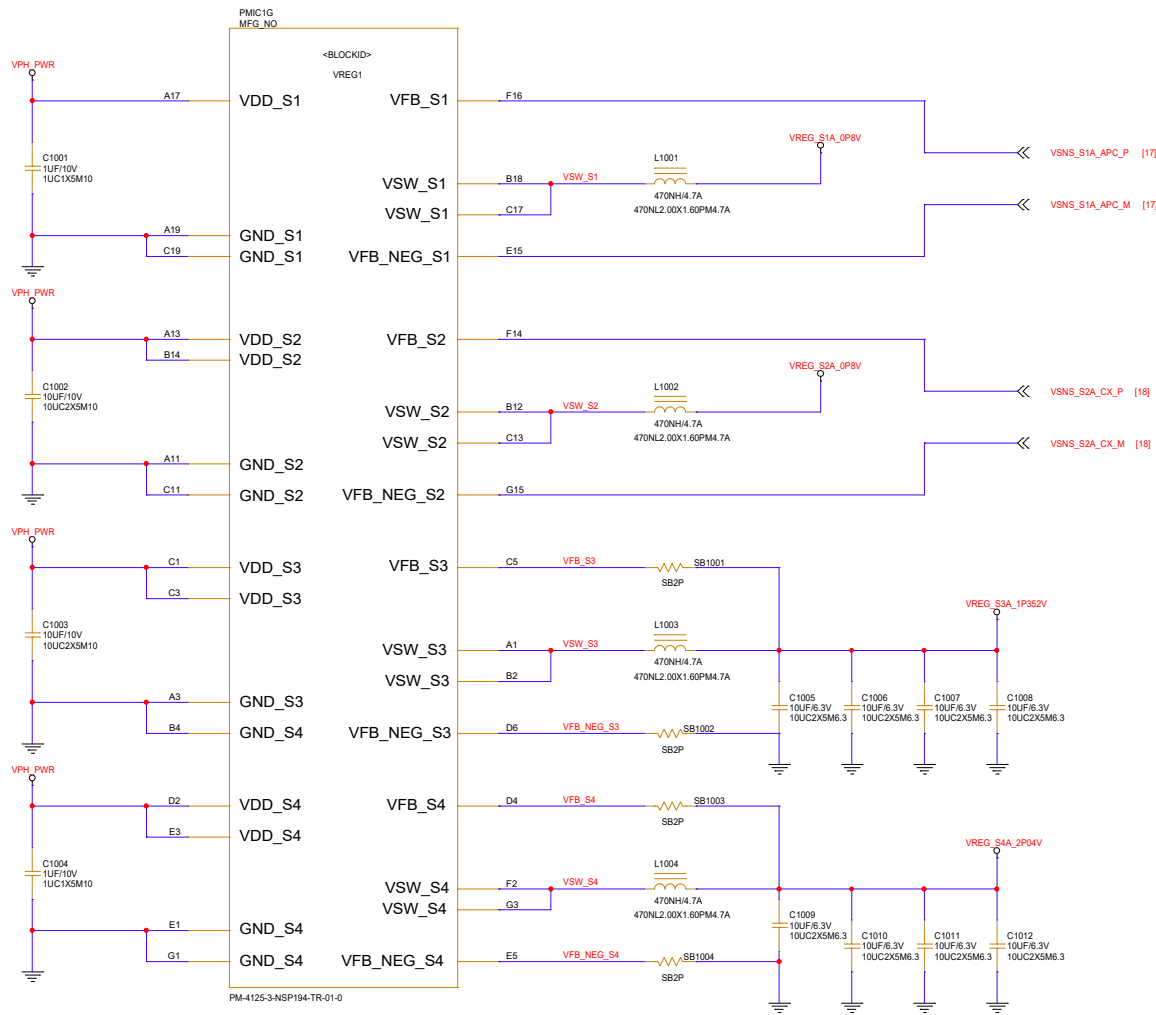 PMIC1G
MFG_NO
<BLOCKID>
VREG1
VPH_PWR
A17 VDD_S1
VFB_S1 F16
C1001
1UF/10V
1UC1X5M10
VREG_S1A_0P8V
VSNS_S1A_APC_P [17]
L1001
VSW_S1 B18 VSW_S1
470NH/4.7A
470NL2.00X1.60PM4.7A
VSW_S1 C17
VSNS_S1A_APC_M [17]
A19 GND_S1
C19 GND_S1
VFB_NEG_S1 E15
VPH_PWR
A13 VDD_S2
B14 VDD_S2
VFB_S2 F14
C1002
10UF/10V
10UC2X5M10
VREG_S2A_0P8V
VSNS_S2A_CX_P [18]
L1002
VSW_S2 B12 VSW_S2
470NH/4.7A
470NL2.00X1.60PM4.7A
VSW_S2 C13
VSNS_S2A_CX_M [18]
A11 GND_S2
C11 GND_S2
VFB_NEG_S2 G15
VPH_PWR
C1 VDD_S3
C3 VDD_S3
VFB_S3 C5 VFB_S3 SB1001
SB2P
C1003
10UF/10V
10UC2X5M10
VREG_S3A_1P352V
L1003
VSW_S3 A1 VSW_S3
470NH/4.7A
470NL2.00X1.60PM4.7A
VSW_S3 B2
A3 GND_S3
B4 GND_S4
C1005
10UF/6.3V
10UC2X5M6.3
C1006
10UF/6.3V
10UC2X5M6.3
C1007
10UF/6.3V
10UC2X5M6.3
C1008
10UF/6.3V
10UC2X5M6.3
VFB_NEG_S3 D6 VFB_NEG_S3 SB1002
SB2P
VPH_PWR
D2 VDD_S4
E3 VDD_S4
VFB_S4 D4 VFB_S4 SB1003
SB2P
C1004
1UF/10V
1UC1X5M10
VREG_S4A_2P04V
L1004
VSW_S4 F2 VSW_S4
470NH/4.7A
470NL2.00X1.60PM4.7A
VSW_S4 G3
E1 GND_S4
G1 GND_S4
C1009
10UF/6.3V
10UC2X5M6.3
C1010
10UF/6.3V
10UC2X5M6.3
C1011
10UF/6.3V
10UC2X5M6.3
C1012
10UF/6.3V
10UC2X5M6.3
VFB_NEG_S4 E5 VFB_NEG_S4 SB1004
SB2P
PM-4125-3-NSP194-TR-01-0